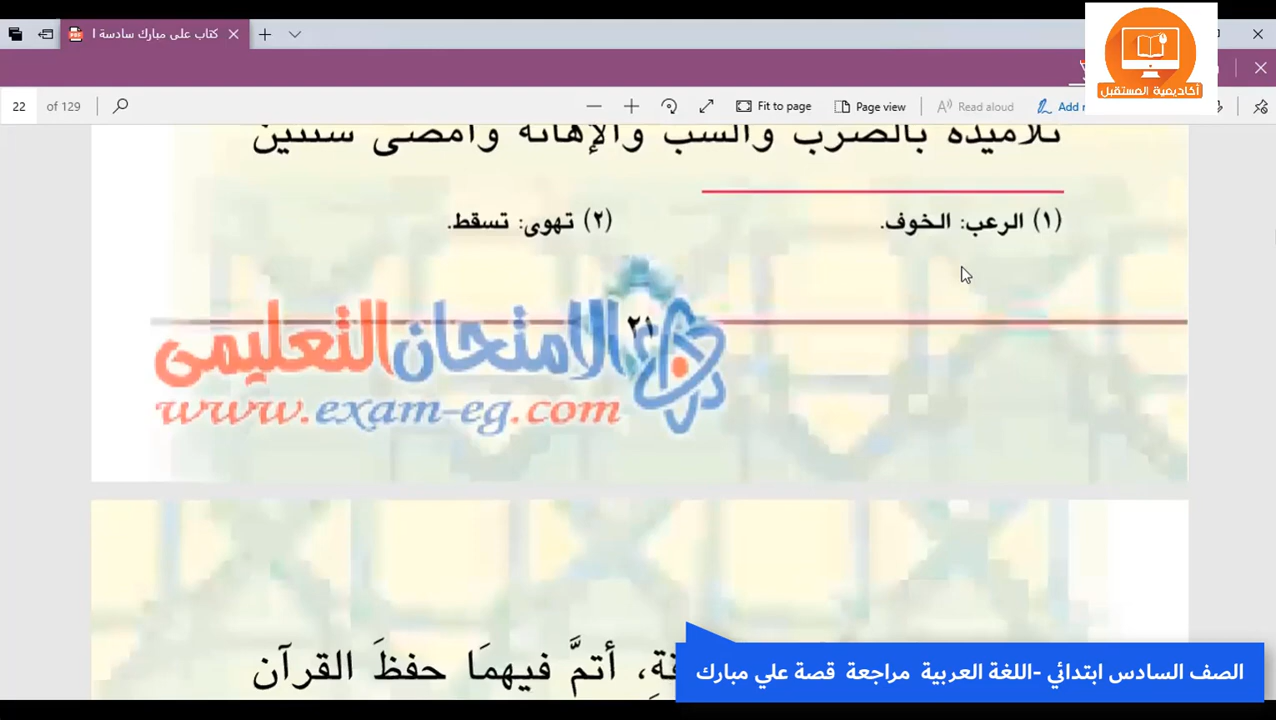 كتاب على مبارك سادسة ا
أكاديمية المستقبل
22 of 129
Fit to page
Page view
Read aloud
Add
تلاميذه بالضرب والسب والإهانة وأمضى سنتين
(١) الرعب: الخوف.
(٢) تهوى: تسقط.
٢١
الامتحان التعليمى
www.exam-eg.com
أتمَّ فيهمَا حفظَ القرآن
الصف السادس ابتدائي -اللغة العربية مراجعة قصة علي مبارك